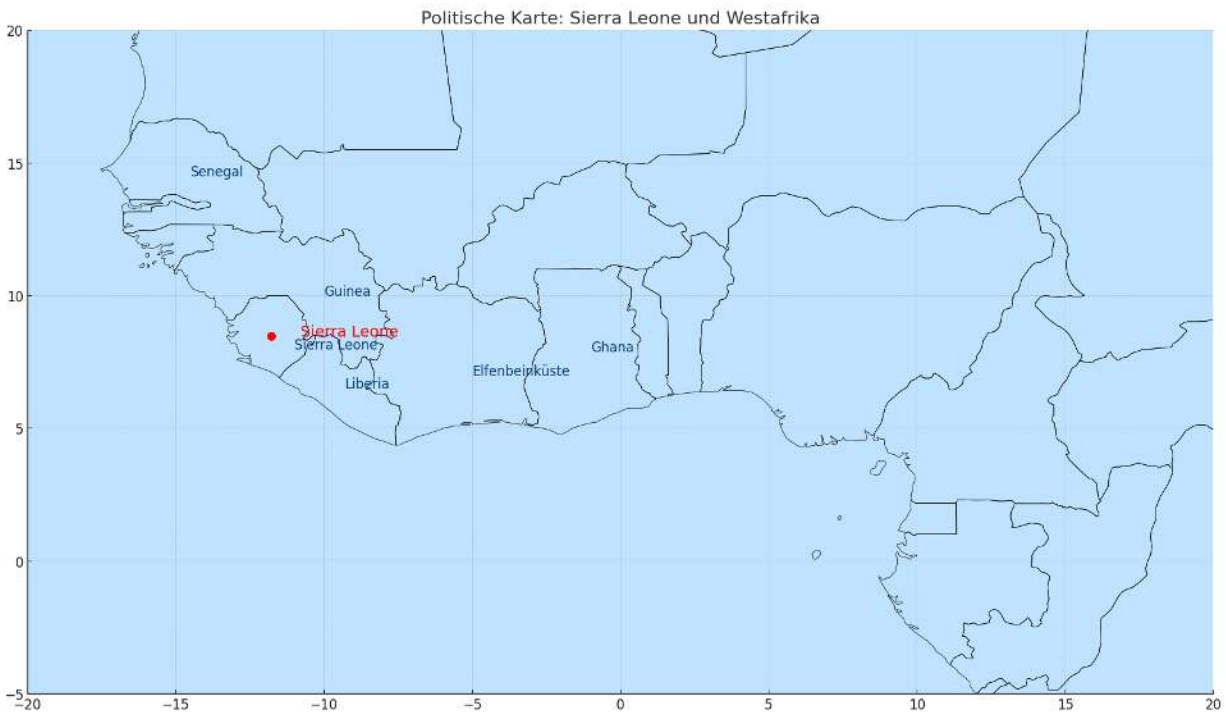 Politische Karte: Sierra Leone und Westafrika
20
15
10
5
0
−5
Senegal
Guinea
Sierra Leone
Sierra Leone
Liberia
Elfenbeinküste
Ghana
−20 −15 −10 −5 0 5 10 15 20